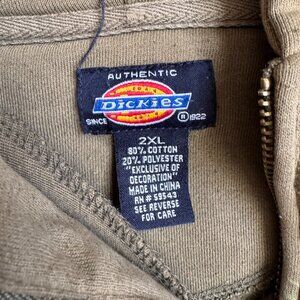 AUTHENTIC
Dickies
SINCE ® 1922
2XL
80% COTTON
20% POLYESTER
"EXCLUSIVE OF
DECORATION"
MADE IN CHINA
RN # 59543
SEE REVERSE
FOR CARE